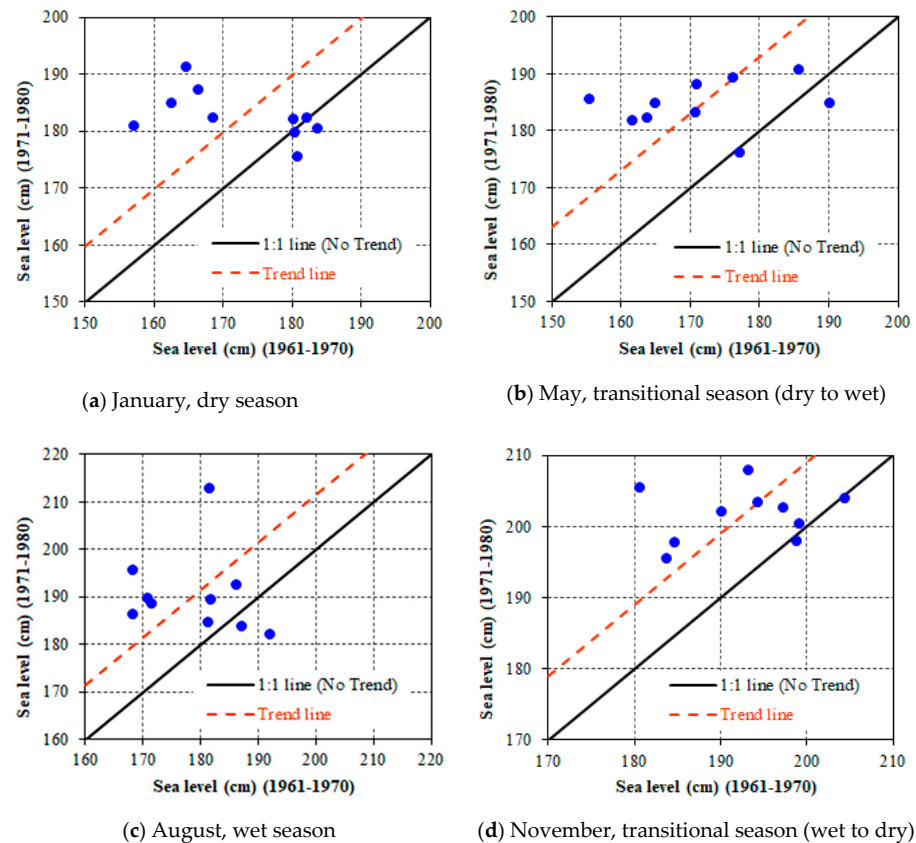 200
190
180
170
160
150
Sea level (cm) (1971-1980)
1:1 line (No Trend)
Trend line
150 160 170 180 190 200
Sea level (cm) (1961-1970)
(a) January, dry season
200
190
180
170
160
150
Sea level (cm) (1971-1980)
1:1 line (No Trend)
Trend line
150 160 170 180 190 200
Sea level (cm) (1961-1970)
(b) May, transitional season (dry to wet)
220
210
200
190
180
170
160
Sea level (cm) (1971-1980)
1:1 line (No Trend)
Trend line
160 170 180 190 200 210 220
Sea level (cm) (1961-1970)
(c) August, wet season
210
200
190
180
170
Sea level (cm) (1971-1980)
1:1 line (No Trend)
Trend line
170 180 190 200 210
Sea level (cm) (1961-1970)
(d) November, transitional season (wet to dry)